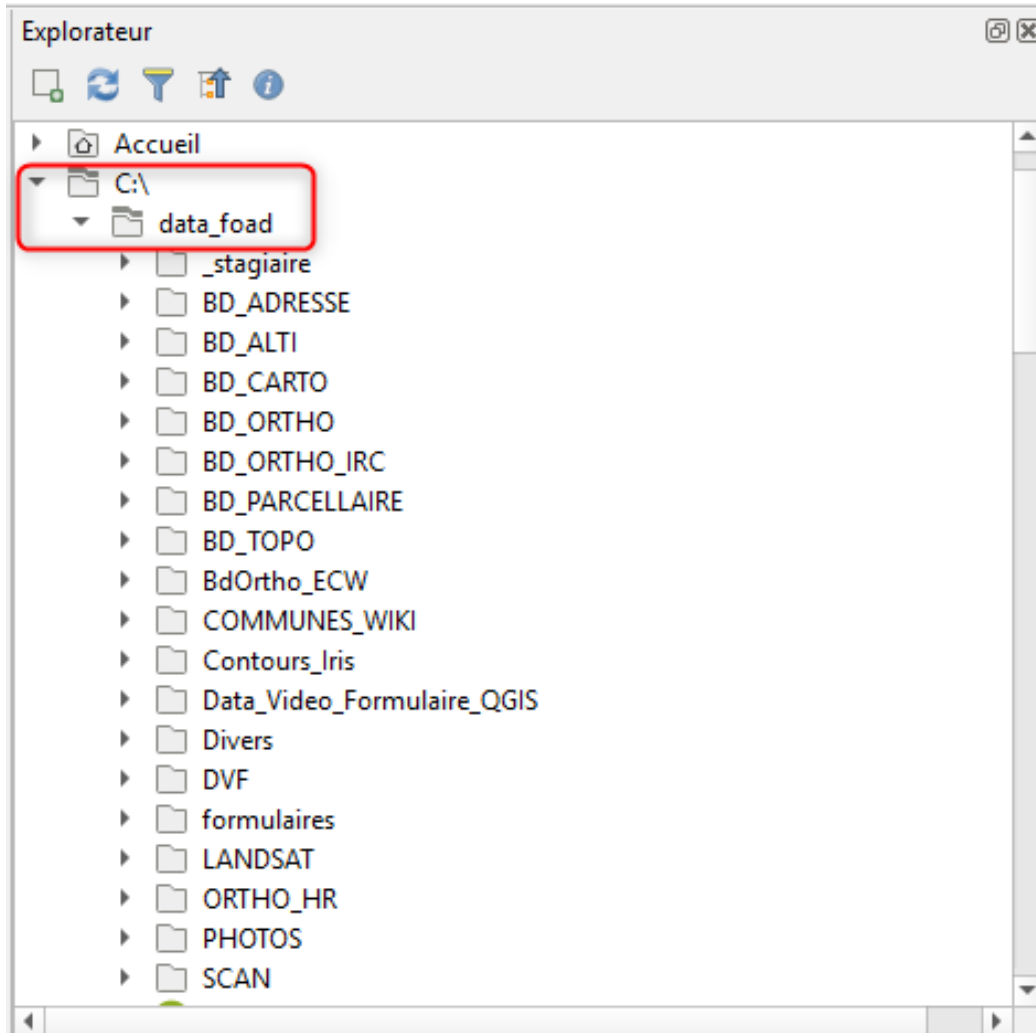 Explorateur
Accueil
C:\
data_foad
_stagiaire
BD_ADRESSE
BD_ALTI
BD_CARTO
BD_ORTHO
BD_ORTHO_IRC
BD_PARCELLAIRE
BD_TOPO
BdOrtho_ECW
COMMUNES_WIKI
Contours_Iris
Data_Video_Formulaire_QGIS
Divers
DVF
formulaires
LANDSAT
ORTHO_HR
PHOTOS
SCAN